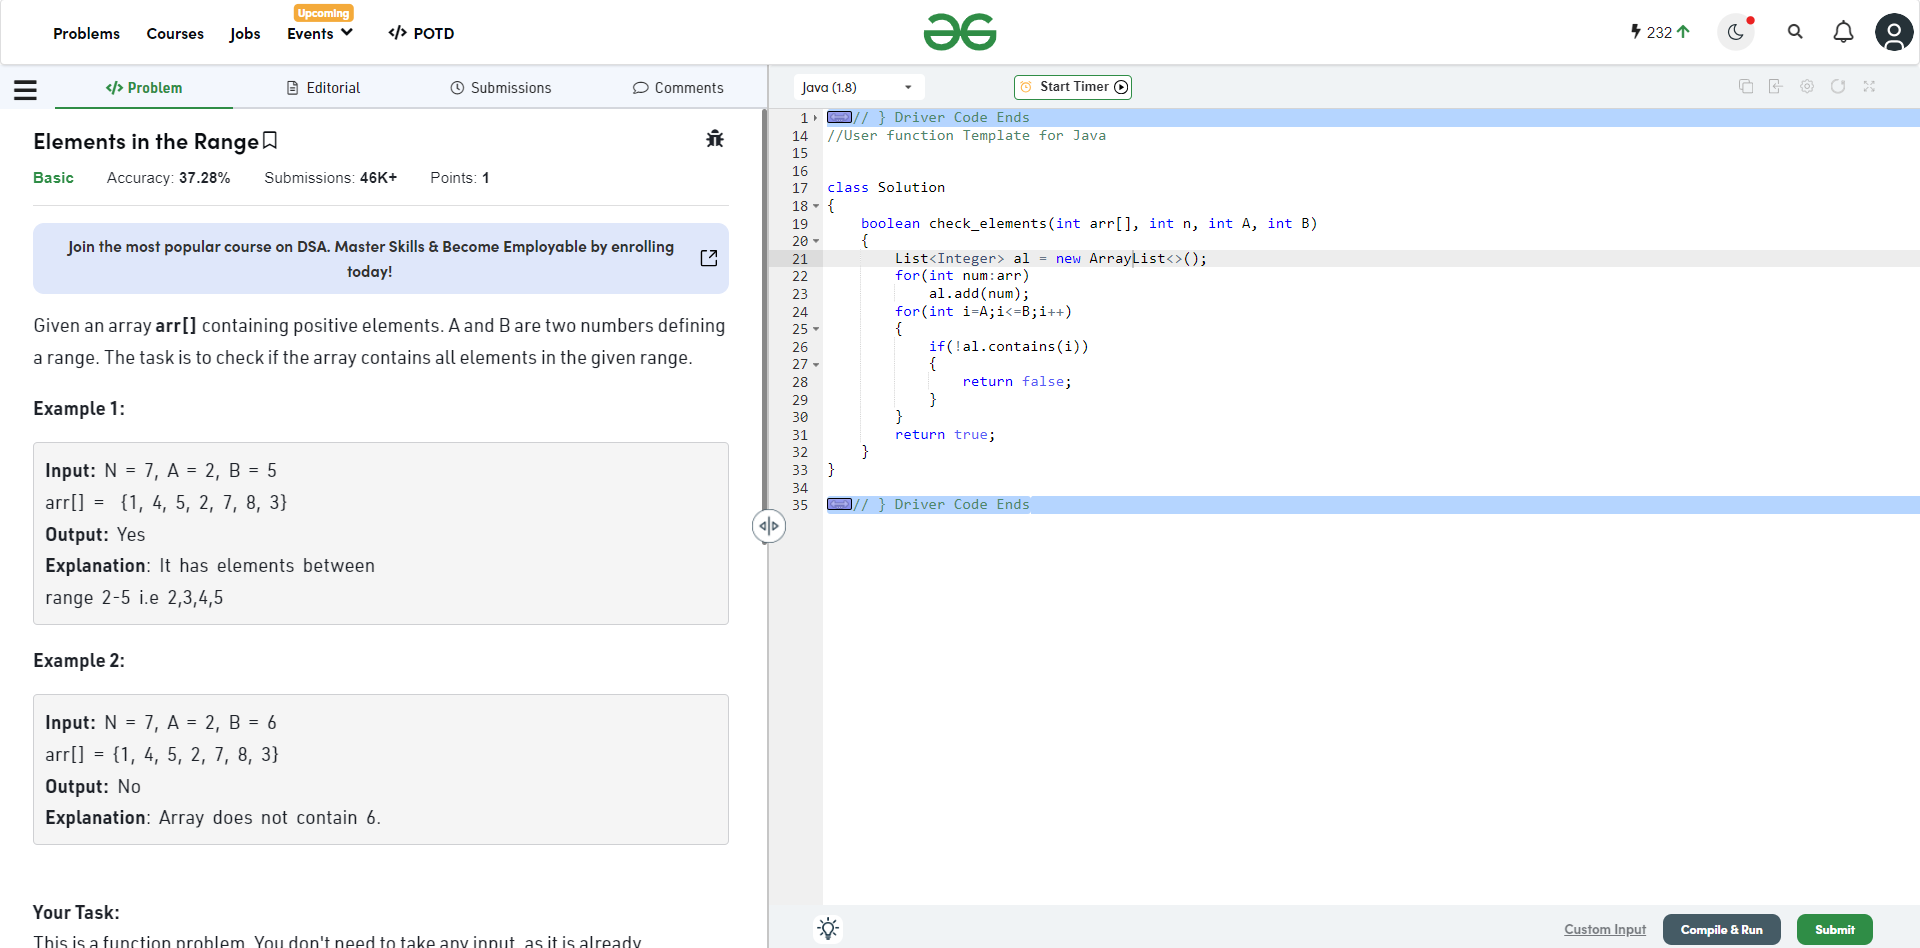 Problems Courses Jobs Events Upcoming </> POTD
232
</> Problem Editorial Submissions Comments
Elements in the Range
Basic Accuracy: 37.28% Submissions: 46K+ Points: 1
Join the most popular course on DSA. Master Skills & Become Employable by enrolling
today!
Given an array arr[] containing positive elements. A and B are two numbers defining
a range. The task is to check if the array contains all elements in the given range.
Example 1:
Input: N = 7, A = 2, B = 5
arr[] = {1, 4, 5, 2, 7, 8, 3}
Output: Yes
Explanation: It has elements between
range 2-5 i.e 2,3,4,5
Example 2:
Input: N = 7, A = 2, B = 6
arr[] = {1, 4, 5, 2, 7, 8, 3}
Output: No
Explanation: Array does not contain 6.
Your Task:
This is a function problem. You don't need to take any input, as it is already
Java (1.8) Start Timer
1 // } Driver Code Ends
14 //User function Template for Java
15
16
17 class Solution
18 {
19     boolean check_elements(int arr[], int n, int A, int B)
20     {
21         List<Integer> al = new ArrayList<>();
22         for(int num:arr)
23             al.add(num);
24         for(int i=A;i<=B;i++)
25         {
26             if(!al.contains(i))
27             {
28                 return false;
29             }
30         }
31         return true;
32     }
33 }
34
35 // } Driver Code Ends
Custom Input Compile & Run Submit